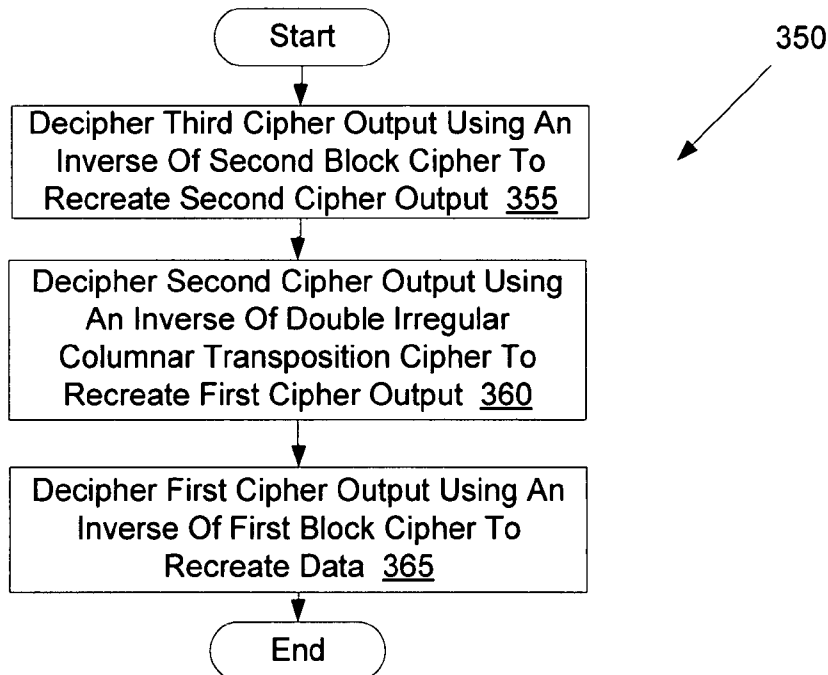 Start
350
Decipher Third Cipher Output Using An
Inverse Of Second Block Cipher To
Recreate Second Cipher Output 355
Decipher Second Cipher Output Using
An Inverse Of Double Irregular
Columnar Transposition Cipher To
Recreate First Cipher Output 360
Decipher First Cipher Output Using An
Inverse Of First Block Cipher To
Recreate Data 365
End